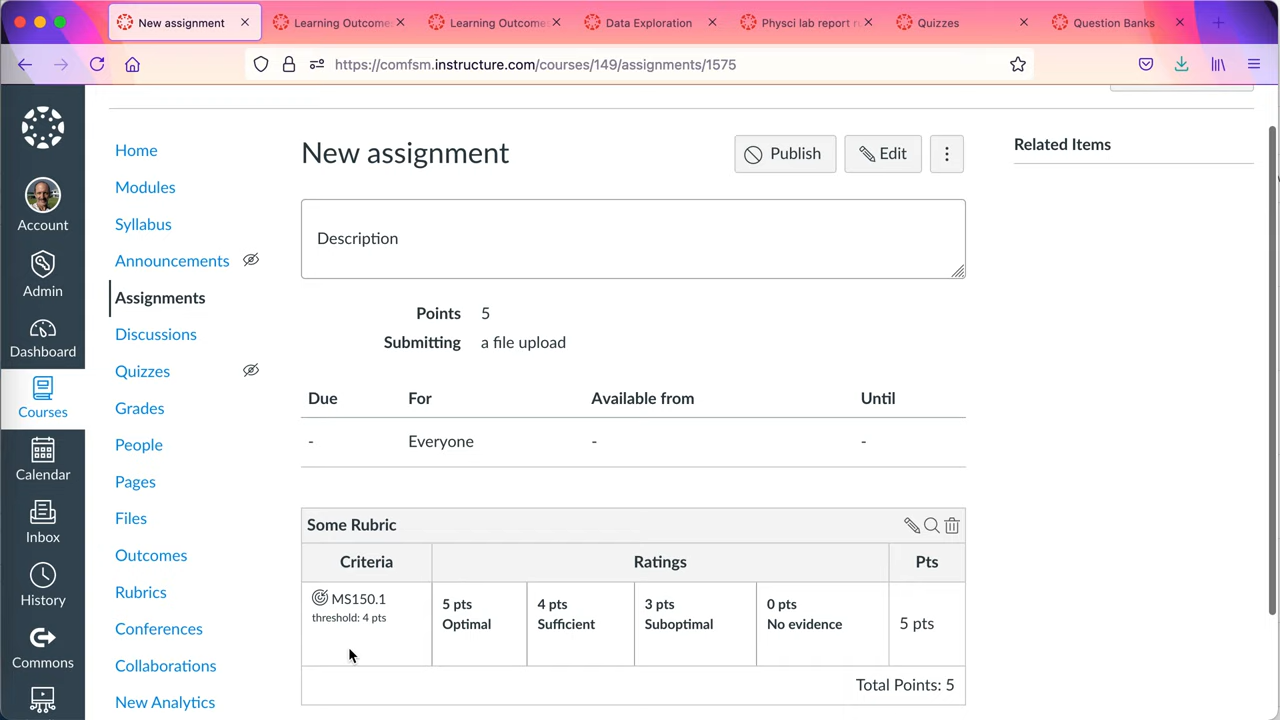 New assignment
Learning Outcome
Learning Outcome
Data Exploration
Physci lab report r
Quizzes
Question Banks
https://comfsm.instructure.com/courses/149/assignments/1575
Account
Admin
Dashboard
Courses
Calendar
Inbox
History
Commons
Home
Modules
Syllabus
Announcements
Assignments
Discussions
Quizzes
Grades
People
Pages
Files
Outcomes
Rubrics
Conferences
Collaborations
New Analytics
New assignment
Publish
Edit
Related Items
Description
Points 5
Submitting a file upload
Due For Available from Until
- Everyone - -
Some Rubric
Criteria Ratings Pts
MS150.1
threshold: 4 pts
5 pts
Optimal
4 pts
Sufficient
3 pts
Suboptimal
0 pts
No evidence
5 pts
Total Points: 5